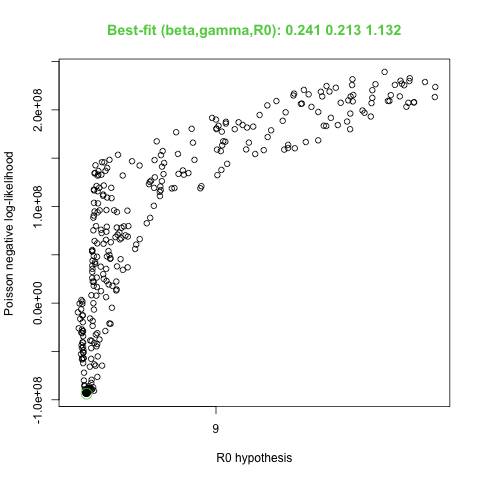 Best-fit (beta,gamma,R0): 0.241 0.213 1.132
Poisson negative log-likelihood
2.0e+08
1.0e+08
0.0e+00
-1.0e+08
9
R0 hypothesis